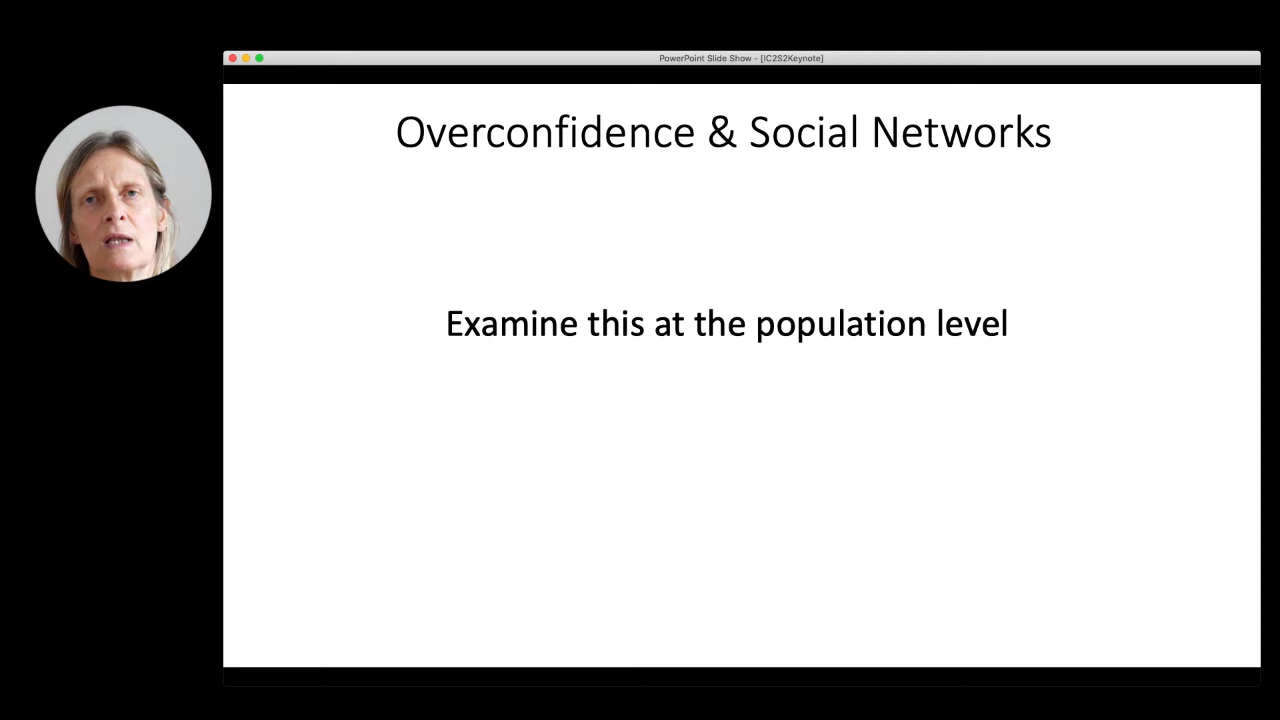 PowerPoint Slide Show - [IC2S2Keynote]
Overconfidence & Social Networks
Examine this at the population level